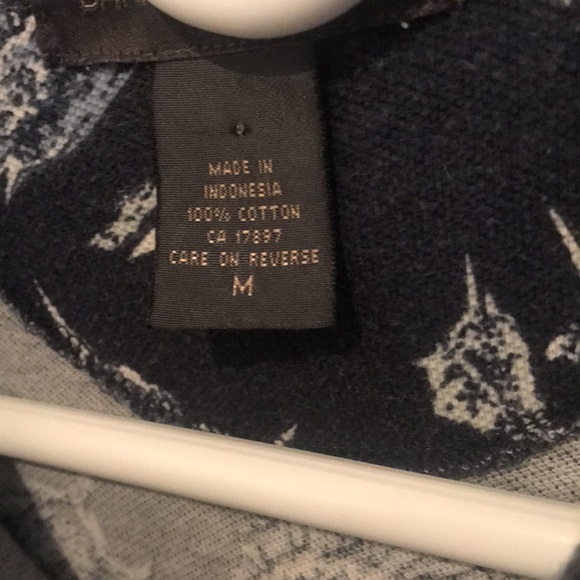 MADE IN
INDONESIA
100% COTTON
CA 17897
CARE ON REVERSE
M